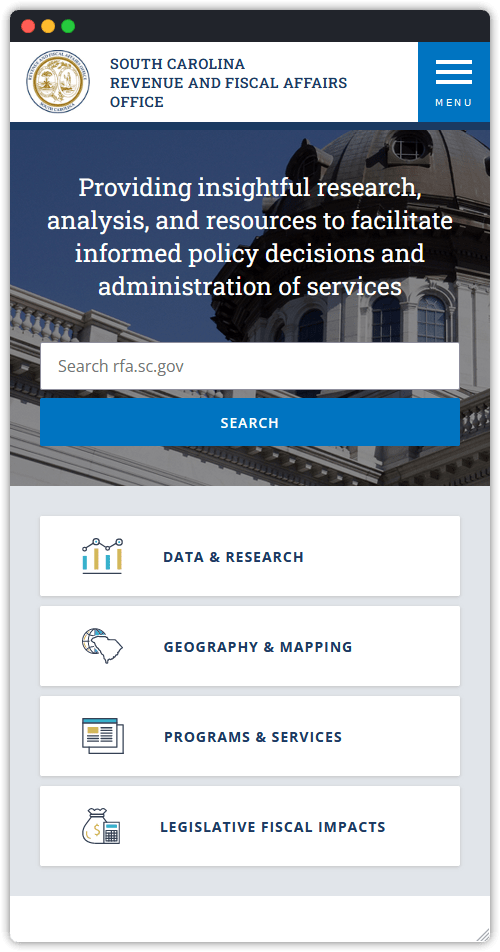 SOUTH CAROLINA
REVENUE AND FISCAL AFFAIRS
OFFICE
MENU
Providing insightful research,
analysis, and resources to facilitate
informed policy decisions and
administration of services
Search rfa.sc.gov
SEARCH
DATA & RESEARCH
GEOGRAPHY & MAPPING
PROGRAMS & SERVICES
LEGISLATIVE FISCAL IMPACTS